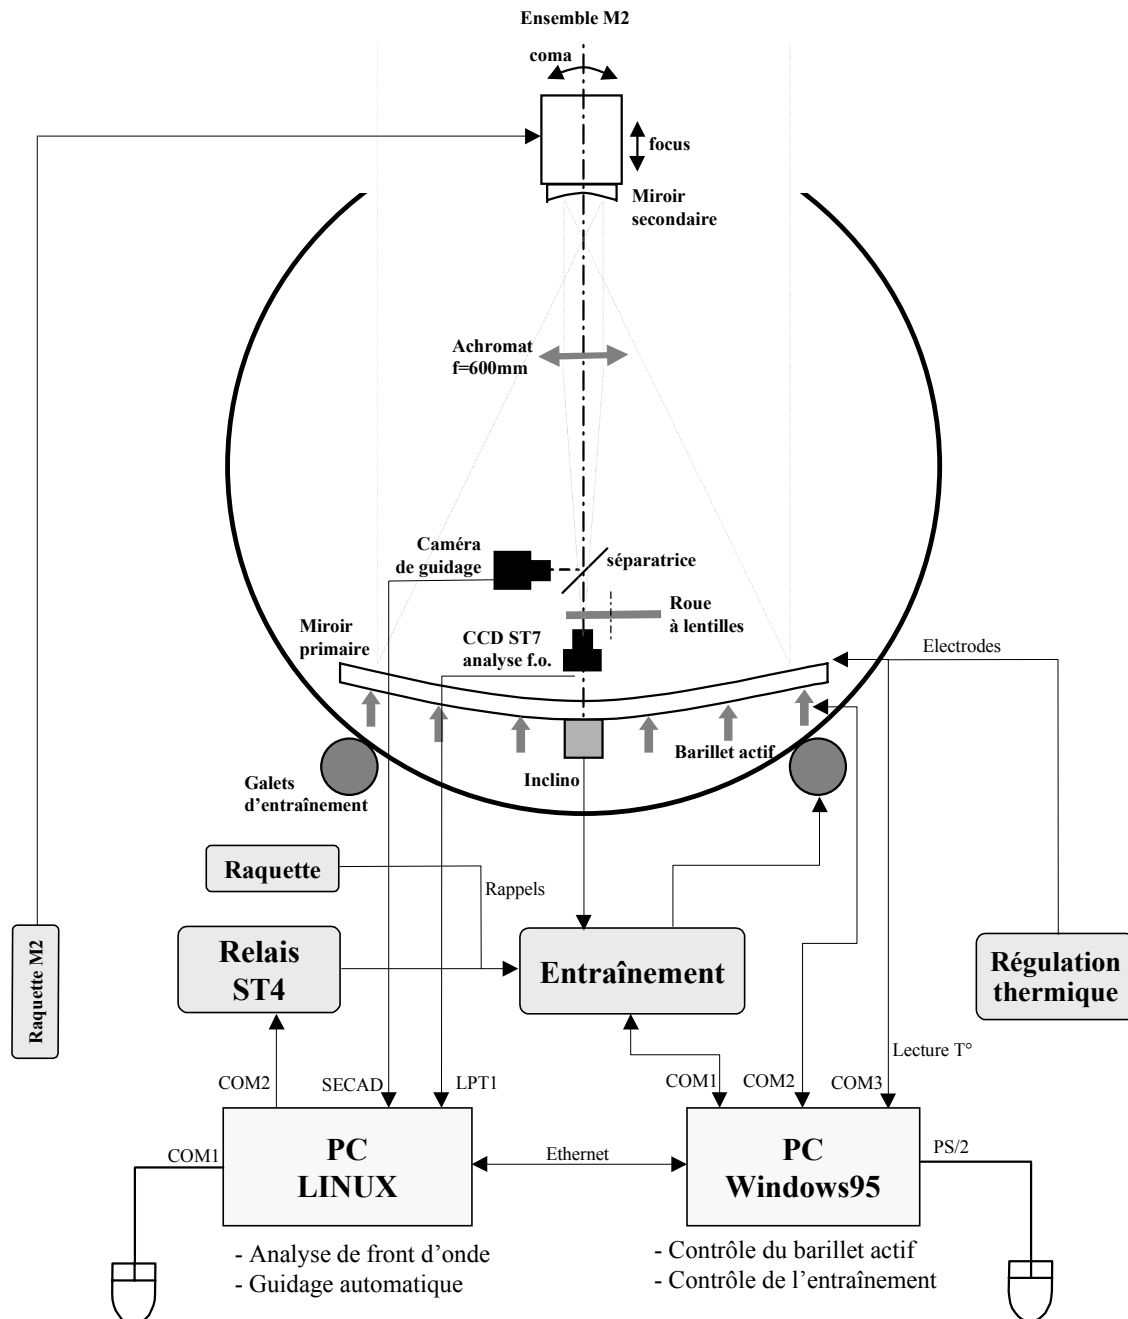 Ensemble M2
coma
focus
Miroir
secondaire
Achromat
f=600mm
Caméra
de guidage
séparatrice
Roue
à lentilles
CCD ST7
analyse f.o.
Miroir
primaire
Electrodes
Barillet actif
Inclino
Galets
d'entraînement
Raquette
Rappels
Raquette M2
Relais
ST4
Entraînement
Régulation
thermique
Lecture T°
COM2
SECAD
LPT1
COM1
COM2
COM3
COM1
PC
LINUX
Ethernet
PC
Windows95
PS/2
- Analyse de front d'onde
- Guidage automatique
- Contrôle du barillet actif
- Contrôle de l'entraînement